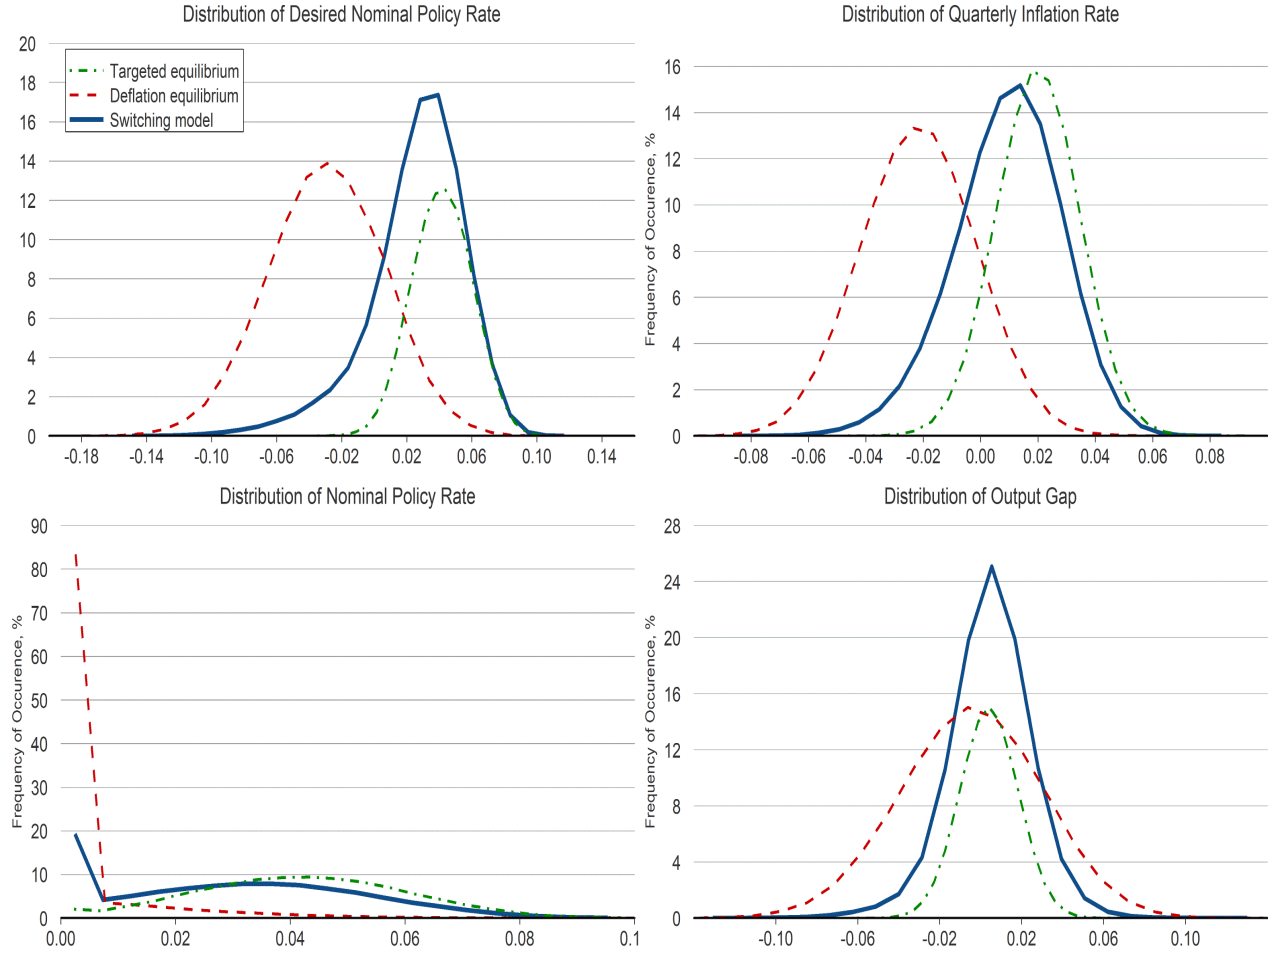 Distribution of Desired Nominal Policy Rate
20
18
16
14
12
10
8
6
4
2
0
Targeted equilibrium
Deflation equilibrium
Switching model
-0.18 -0.14 -0.10 -0.06 -0.02 0.02 0.06 0.10 0.14
Distribution of Quarterly Inflation Rate
Frequency of Occurence, %
16
14
12
10
8
6
4
2
0
-0.08 -0.06 -0.04 -0.02 0.00 0.02 0.04 0.06 0.08
Distribution of Nominal Policy Rate
Frequency of Occurence, %
90
80
70
60
50
40
30
20
10
0
0.00 0.02 0.04 0.06 0.08 0.1
Distribution of Output Gap
Frequency of Occurence, %
28
24
20
16
12
8
4
0
-0.10 -0.06 -0.02 0.02 0.06 0.10